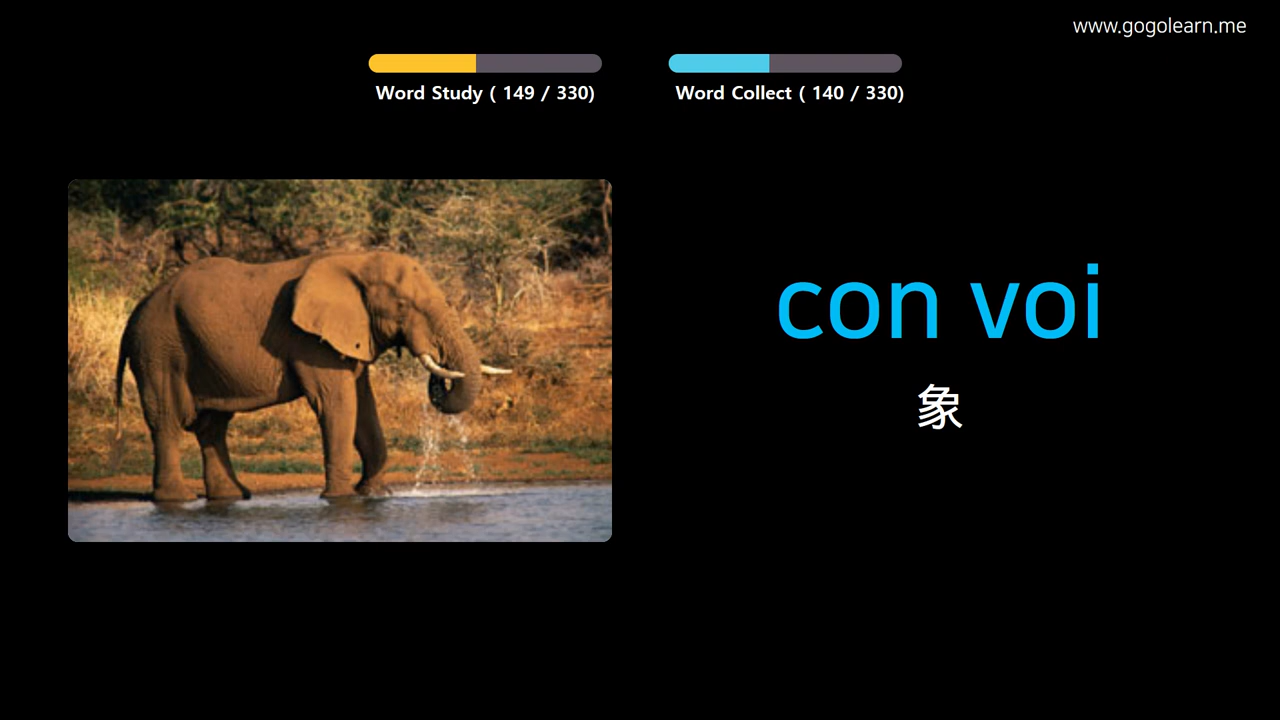 www.gogolearn.me
Word Study ( 149 / 330)
Word Collect ( 140 / 330)
con voi
象